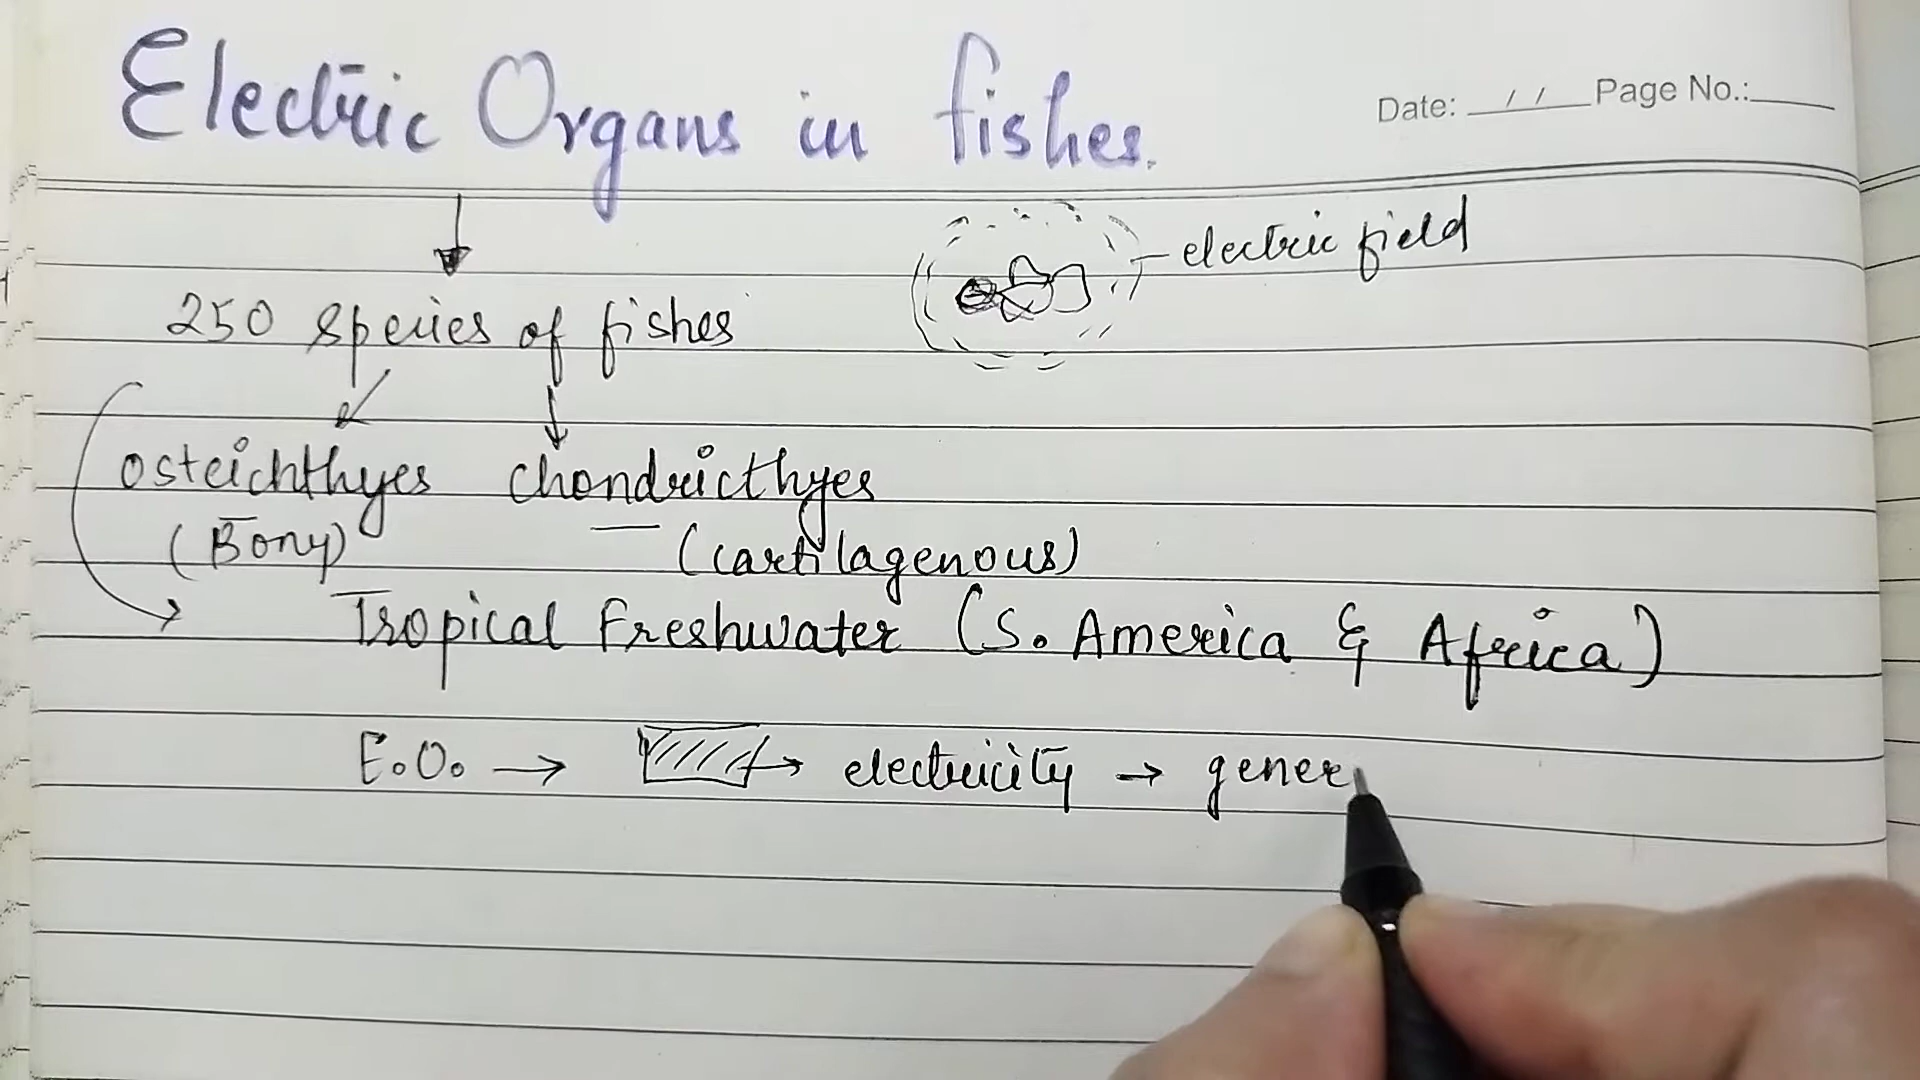 Electric Organs in fishes.
Date: / / Page No.:
electric field
250 species of fishes
Osteichthyes chondricthyes
(Bony) (cartilagenous)
Tropical Freshwater (S. America & Africa)
E.O. → → electricity → gener